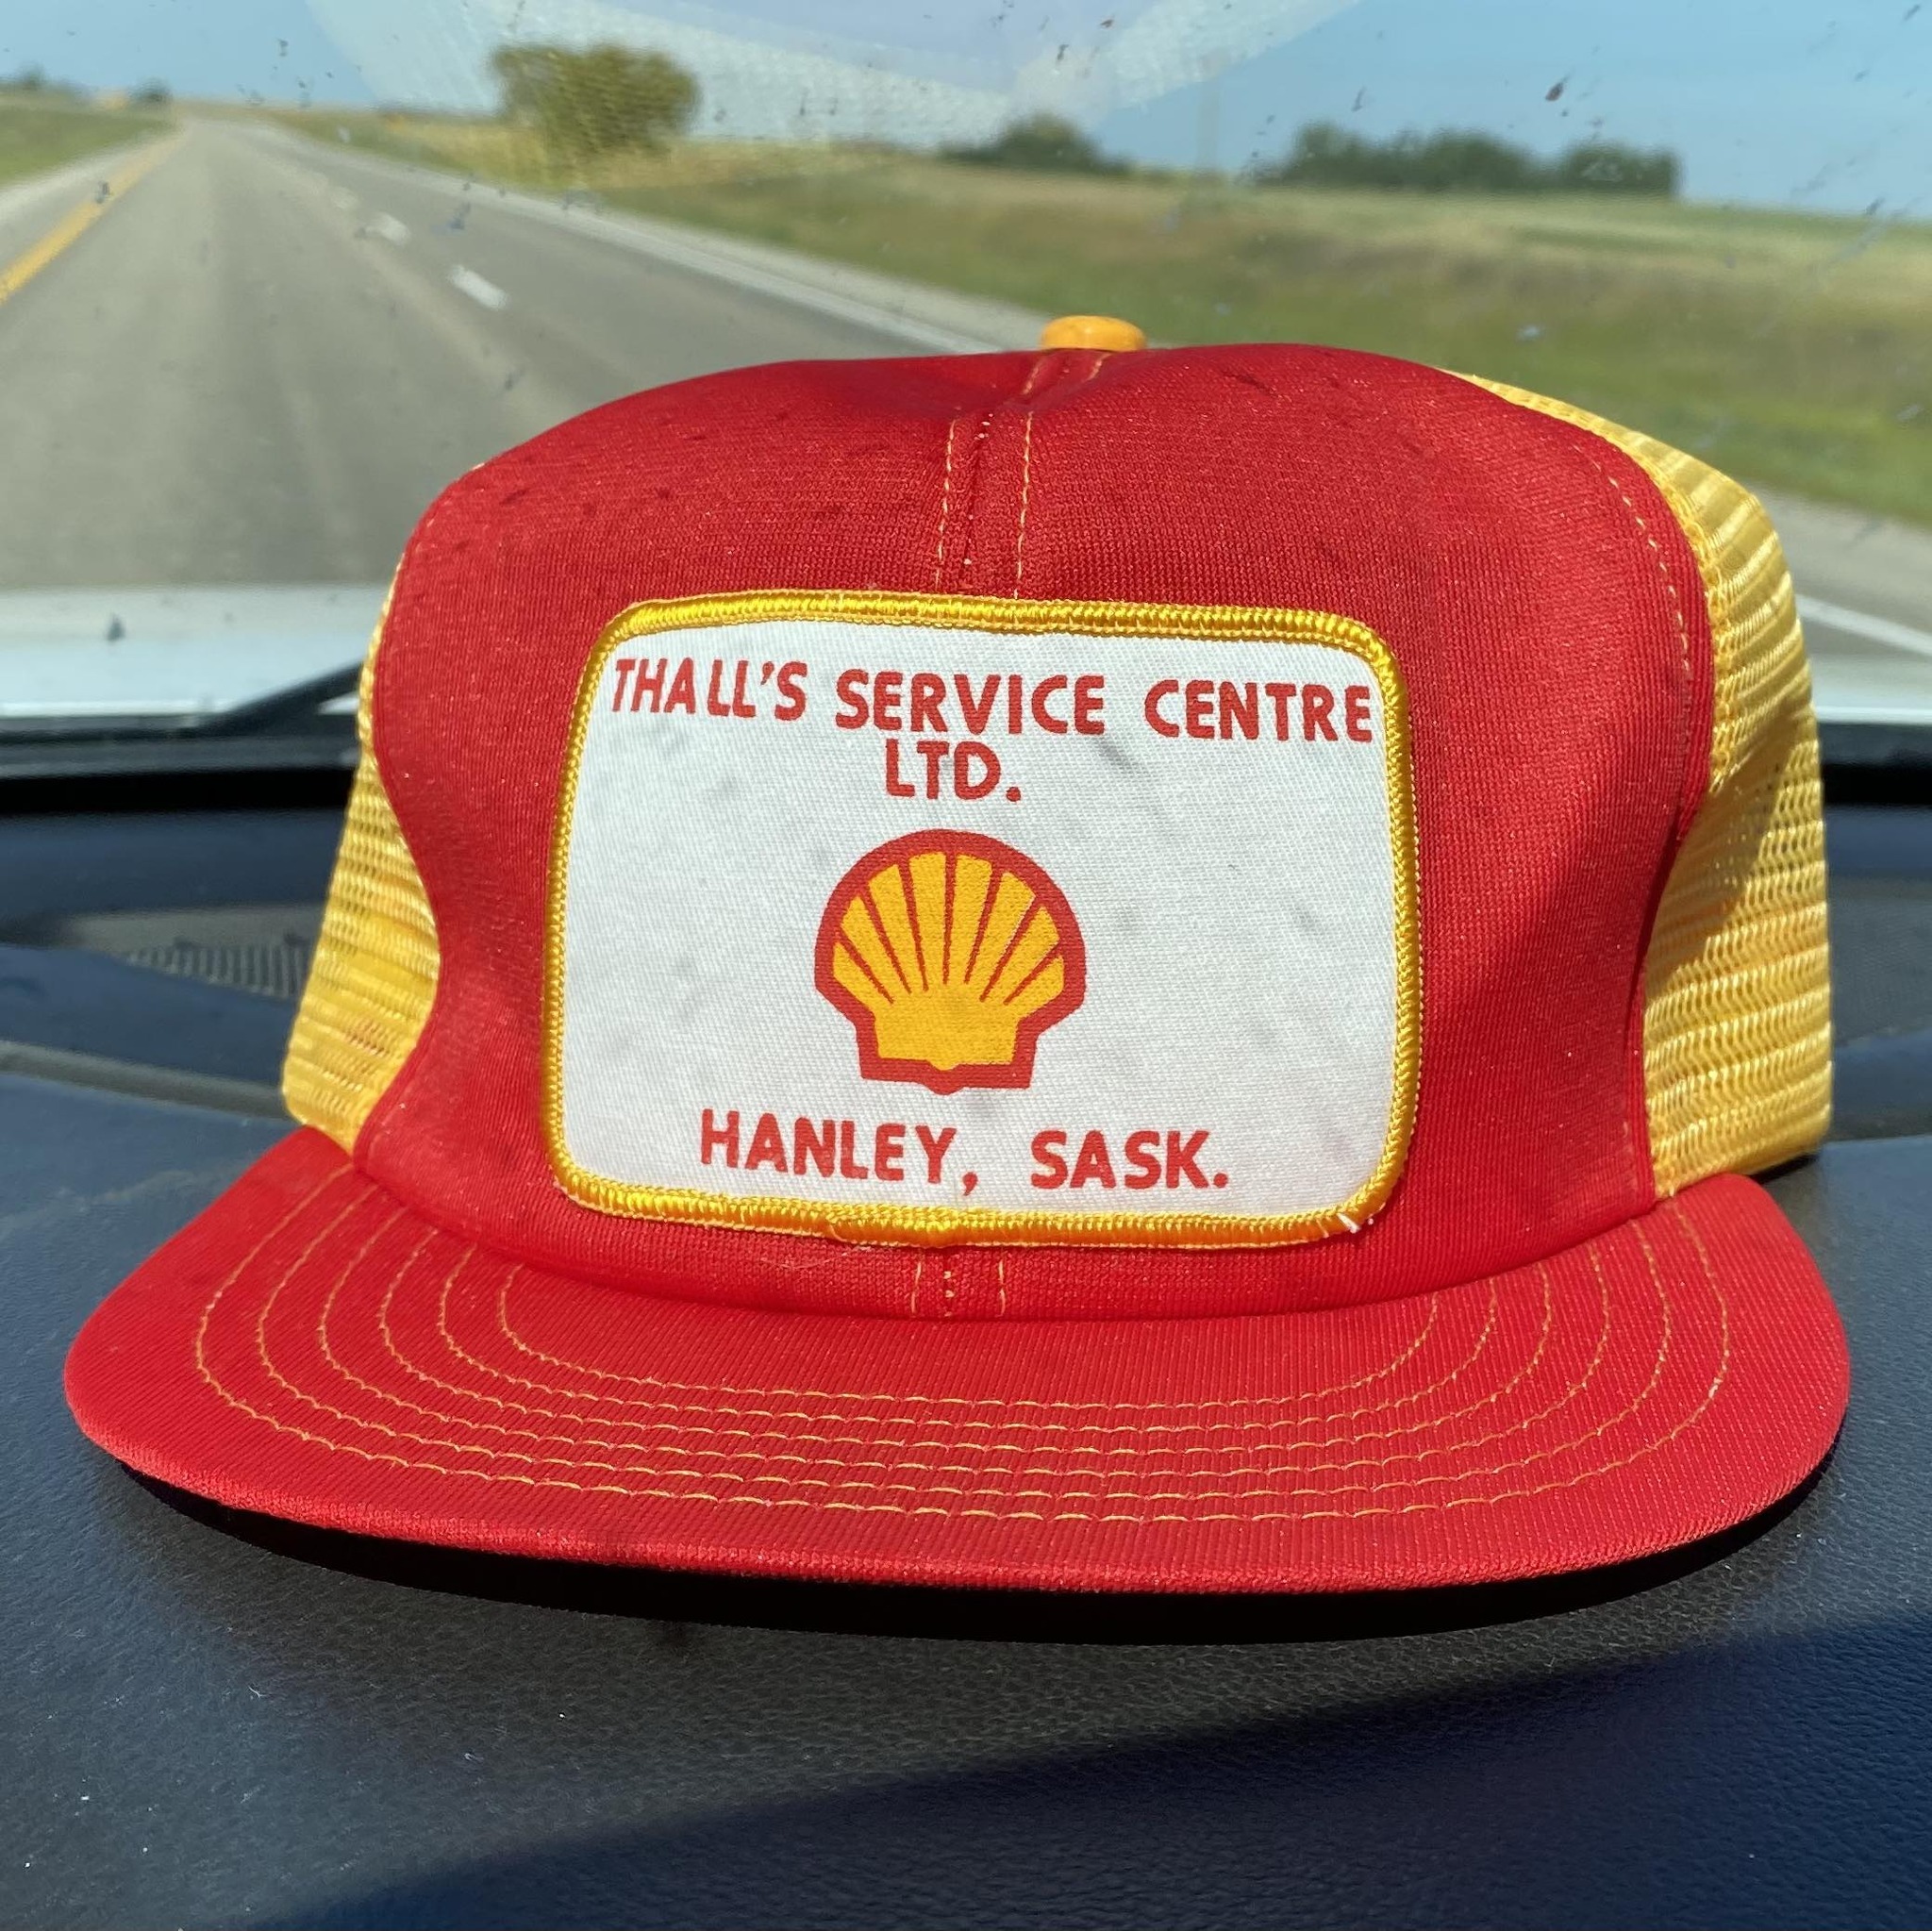 THALL'S SERVICE CENTRE
LTD.
HANLEY, SASK.